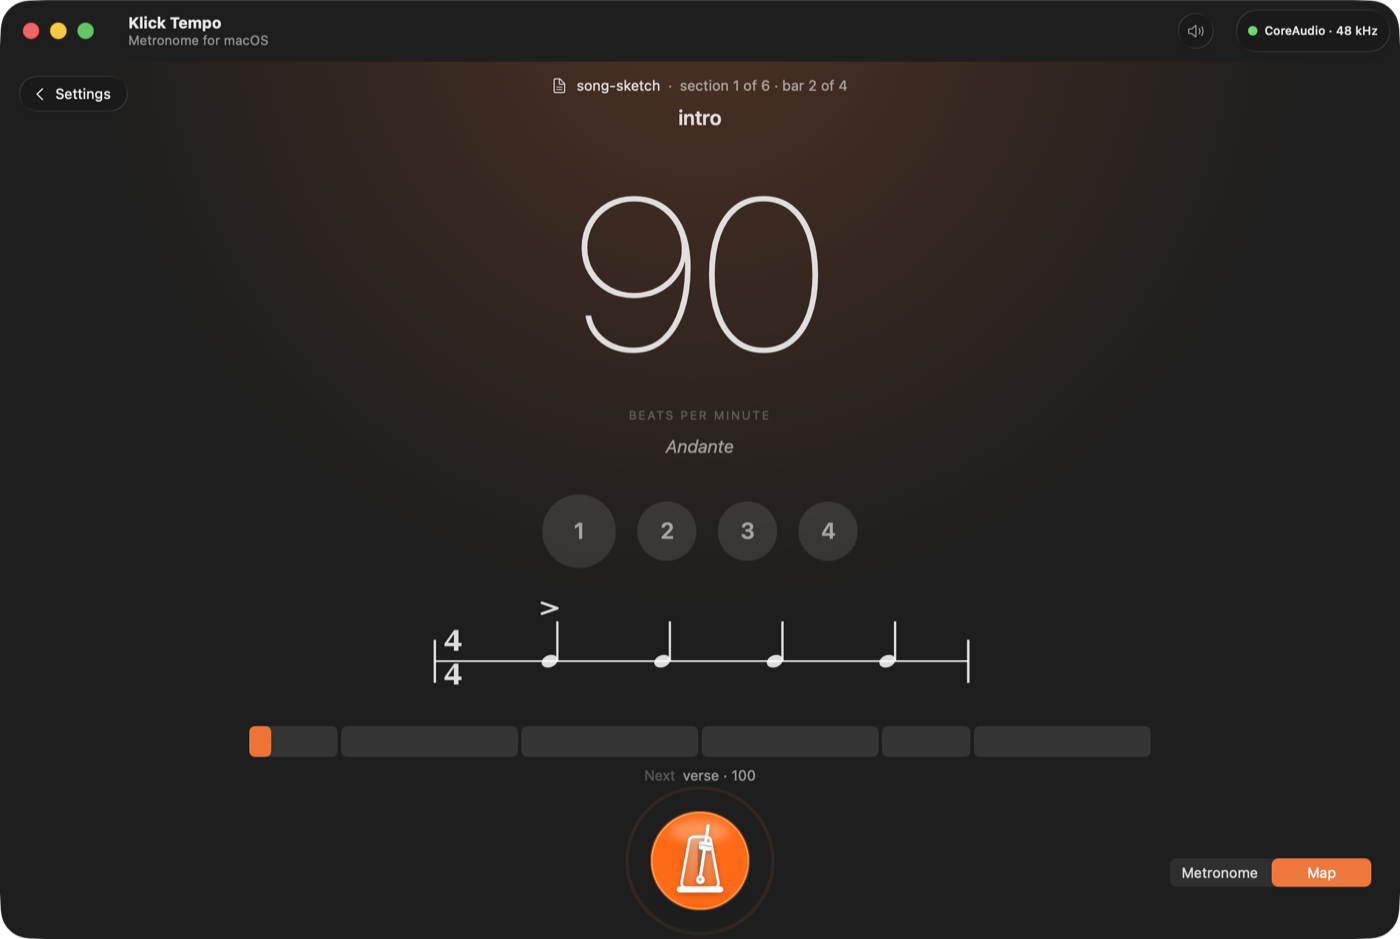 Klick Tempo
Metronome for macOS
CoreAudio · 48 kHz
Settings
song-sketch · section 1 of 6 · bar 2 of 4
intro
90
BEATS PER MINUTE
Andante
1 2 3 4
>
4
4
Next verse · 100
Metronome Map